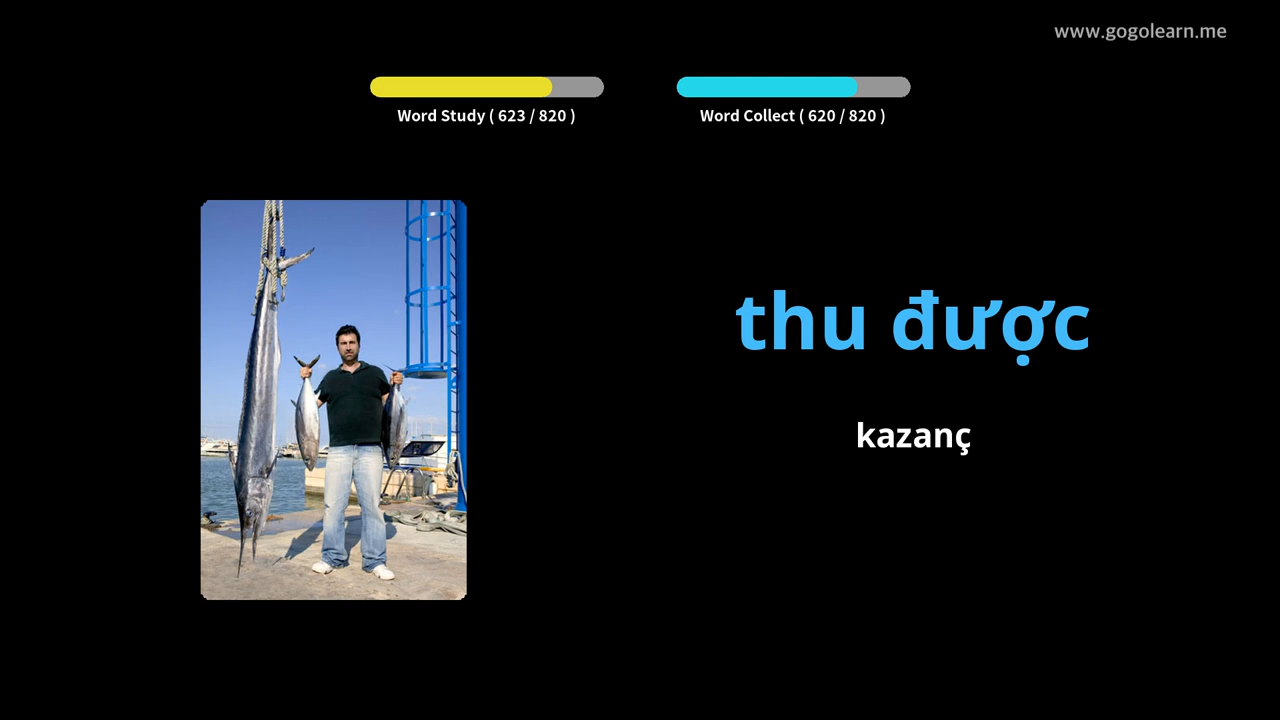 www.gogolearn.me
Word Study ( 623 / 820 )
Word Collect ( 620 / 820 )
thu được
kazanç